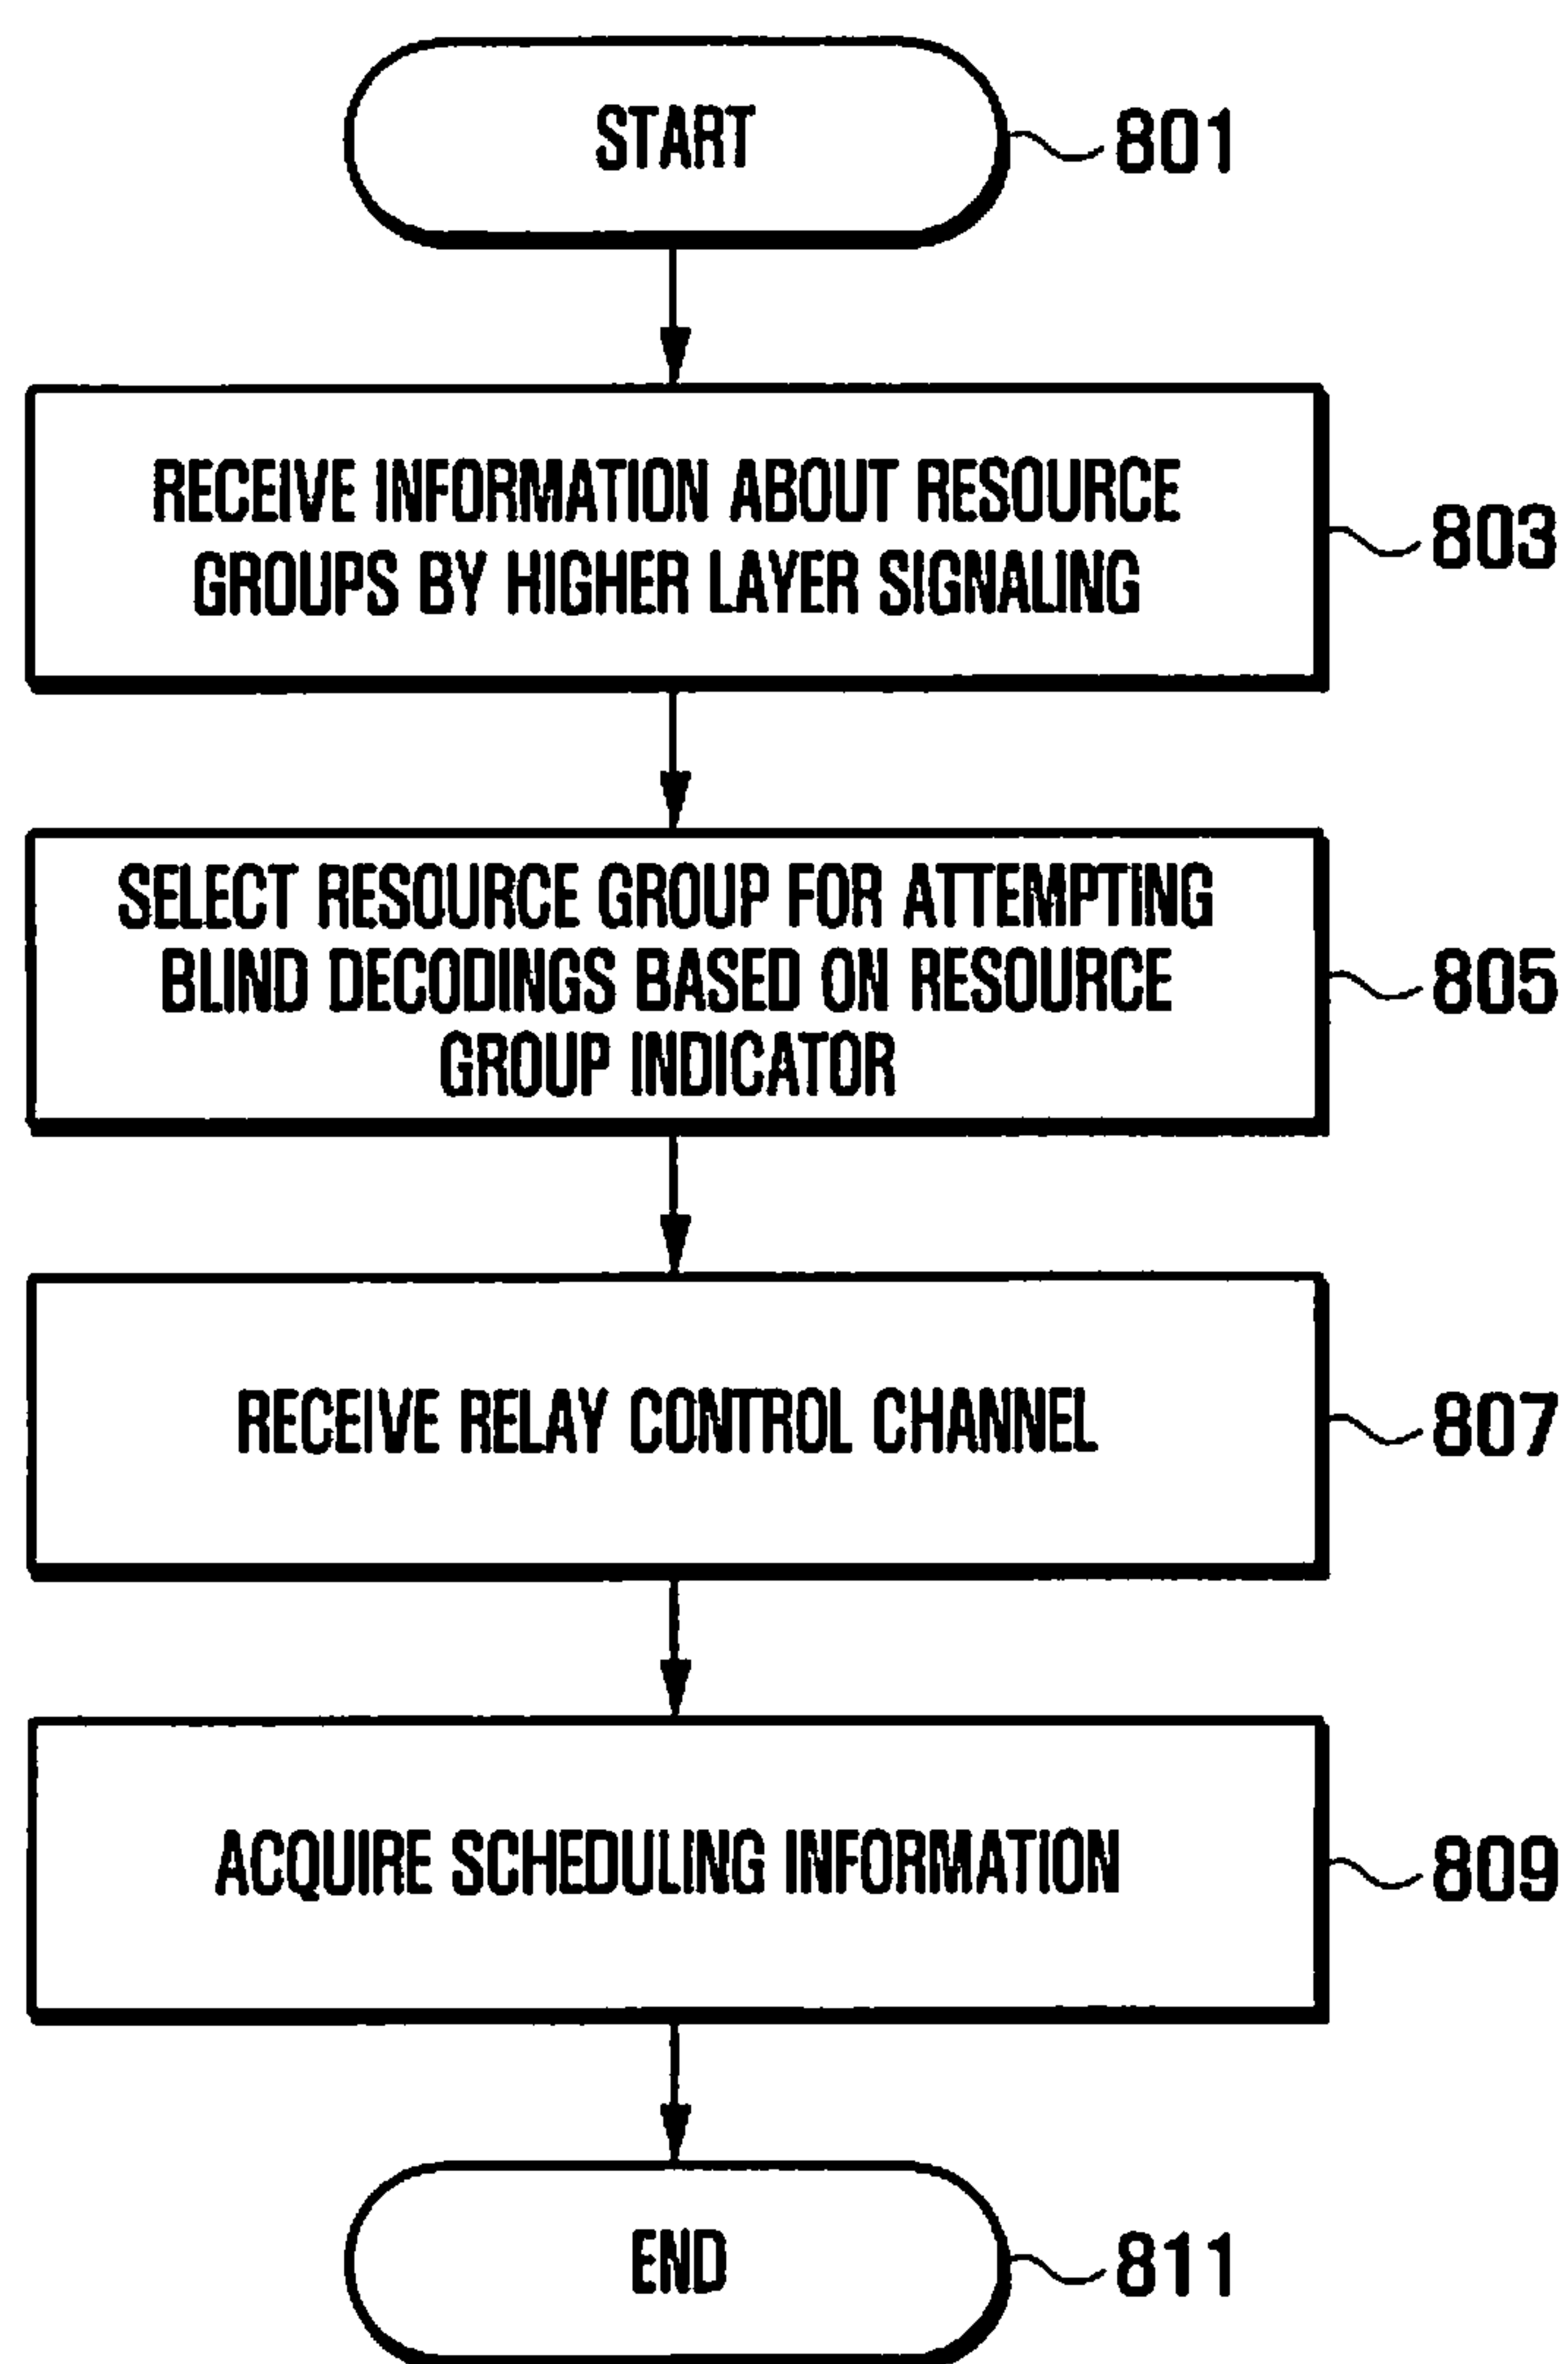 START
801
RECEIVE INFORMATION ABOUT RESOURCE
GROUPS BY HIGHER LAYER SIGNALING
803
SELECT RESOURCE GROUP FOR ATTEMPTING
BLIND DECODINGS BASED ON RESOURCE
GROUP INDICATOR
805
RECEIVE RELAY CONTROL CHANNEL
807
ACQUIRE SCHEDULING INFORMATION
809
END
811